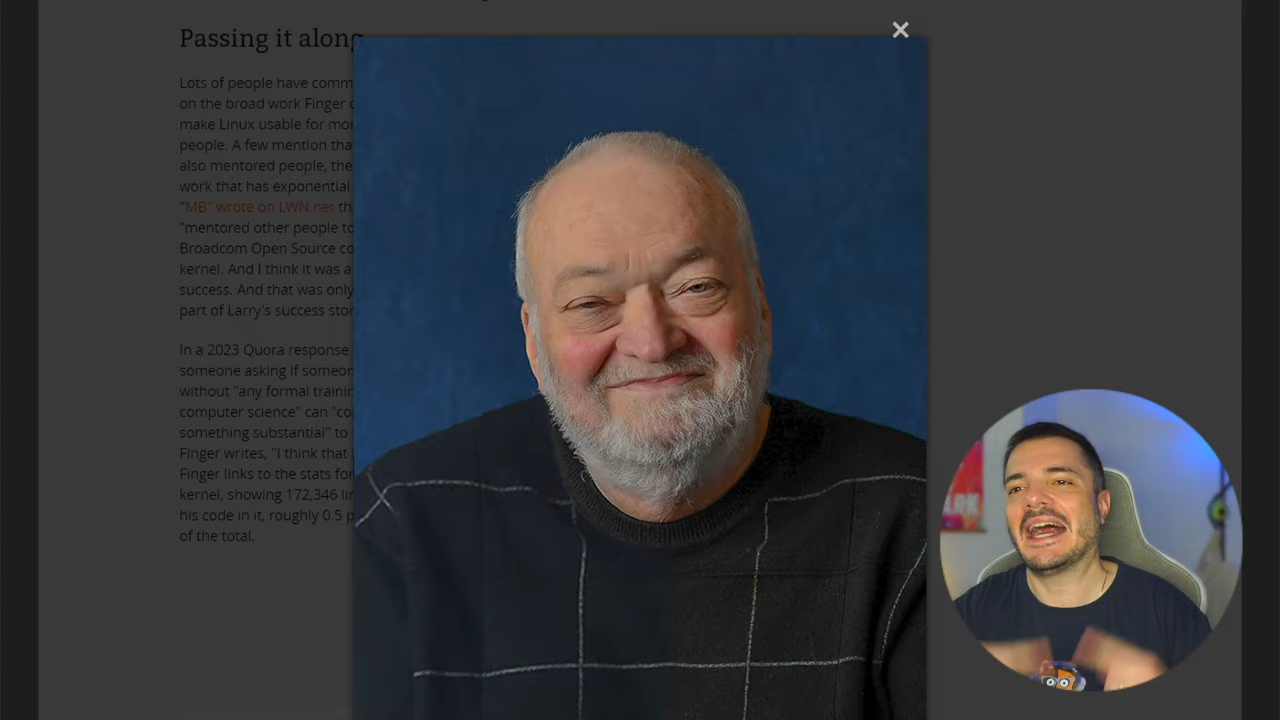 Passing it along
Lots of people have comm
on the broad work Finger
make Linux usable for mor
people. A few mention tha
also mentored people, the
work that has exponential
"MB" wrote on LWN.net th
"mentored other people to
Broadcom Open Source co
kernel. And I think it was a
success. And that was only
part of Larry's success stor
In a 2023 Quora response
someone asking if someor
without "any formal trainin
computer science" can "co
something substantial" to
Finger writes, "I think that
Finger links to the stats for
kernel, showing 172,346 lin
his code in it, roughly 0.5 p
of the total.
ARK